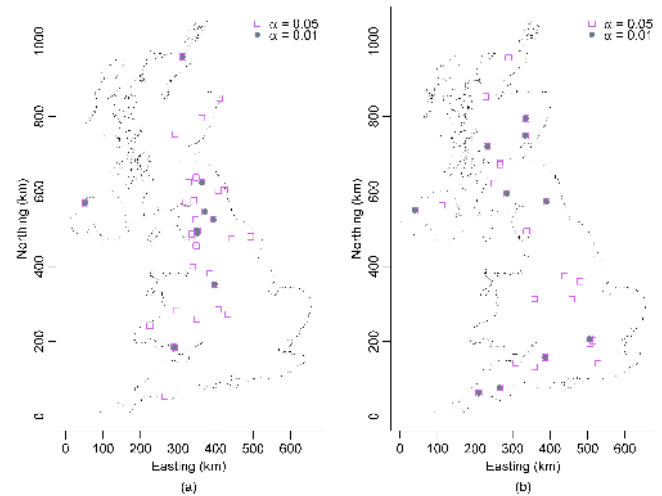 α = 0.05
α = 0.01
1000
800
600
400
200
0
Northing (km)
0 100 200 300 400 500 600
Easting (km)
(a)
α = 0.05
α = 0.01
1000
800
600
400
200
0
Northing (km)
0 100 200 300 400 500 600
Easting (km)
(b)